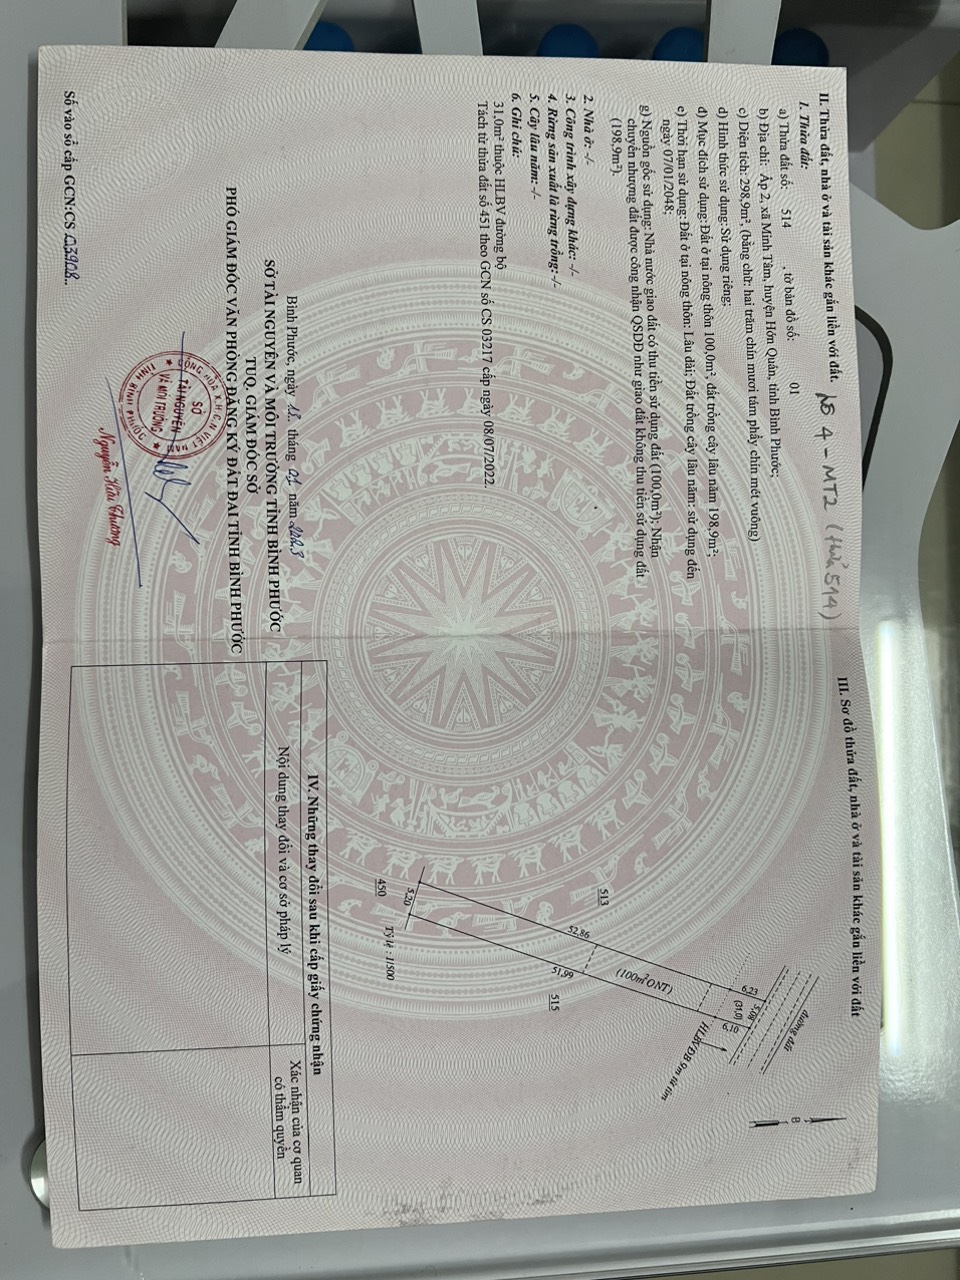 II. Thửa đất, nhà ở và tài sản khác gắn liền với đất.
4 - MT2 (thửa 514)
1. Thửa đất:
a) Thửa đất số: 514 , tờ bản đồ số: 01
b) Địa chỉ: Ấp 2, xã Minh Tâm, huyện Hớn Quản, tỉnh Bình Phước;
c) Diện tích: 298,9m², (bằng chữ: hai trăm chín mươi tám phẩy chín mét vuông)
d) Hình thức sử dụng: Sử dụng riêng;
đ) Mục đích sử dụng: Đất ở tại nông thôn 100,0m², đất trồng cây lâu năm 198,9m²;
e) Thời hạn sử dụng: Đất ở tại nông thôn: Lâu dài; Đất trồng cây lâu năm: sử dụng đến
ngày 07/01/2048;
g) Nguồn gốc sử dụng: Nhà nước giao đất có thu tiền sử dụng đất (100,0m²); Nhận
chuyển nhượng đất được công nhận QSDĐ như giao đất không thu tiền sử dụng đất
(198,9m²).
2. Nhà ở: -/-
3. Công trình xây dựng khác: -/-
4. Rừng sản xuất là rừng trồng: -/-
5. Cây lâu năm: -/-
6. Ghi chú:
31.0m² thuộc HLBV đường bộ
Tách từ thửa đất số 451 theo GCN số CS 03217 cấp ngày 08/07/2022.
Bình Phước, ngày 15 tháng 01 năm 2023
SỞ TÀI NGUYÊN VÀ MÔI TRƯỜNG TỈNH BÌNH PHƯỚC
TUQ. GIÁM ĐỐC SỞ
PHÓ GIÁM ĐỐC VĂN PHÒNG ĐĂNG KÝ ĐẤT ĐAI TỈNH BÌNH PHƯỚC
CỘNG HÒA X.H.C.N VIỆT NAM
SỞ
TÀI NGUYÊN
VÀ MÔI TRƯỜNG
TỈNH BÌNH PHƯỚC
Nguyễn Hữu Thương
Số vào sổ cấp GCN:CS 03908
III. Sơ đồ thửa đất, nhà ở và tài sản khác gắn liền với đất
B
đường đất
HLBVĐB 9m từ tim
5,08
6,23
(31,0)
6,10
(100m²ONT)
513
52,86
51,99
515
5,20
450
Tỷ lệ : 1/500
IV. Những thay đổi sau khi cấp giấy chứng nhận
Nội dung thay đổi và cơ sở pháp lý
Xác nhận của cơ quan
có thẩm quyền